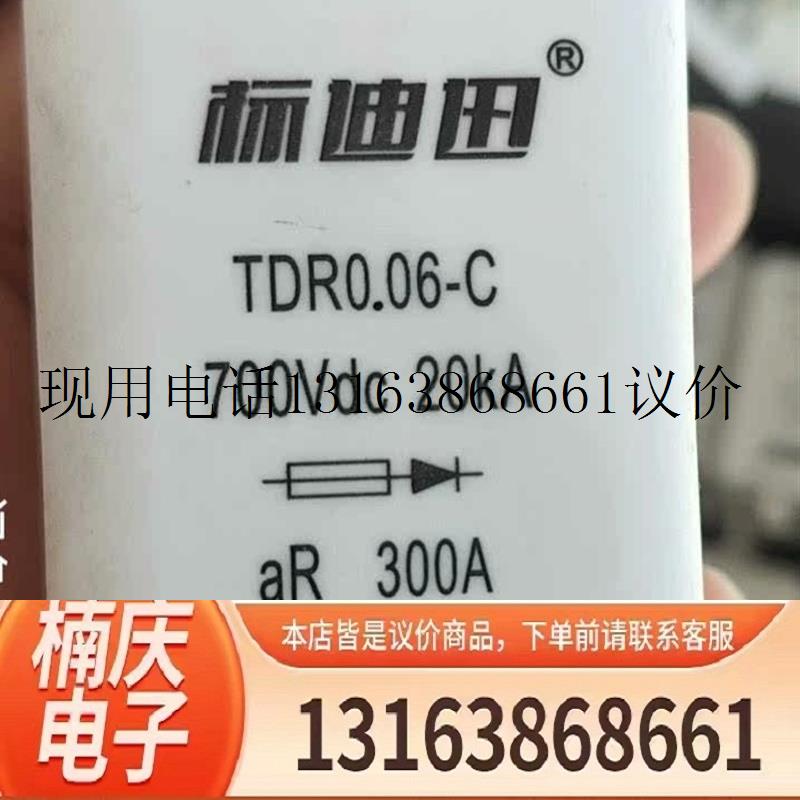 标迪迅®
TDR0.06-C
700Vdc 20kA
现用电话13163868661议价
aR 300A
楠庆
电子
本店皆是议价商品，下单前请联系客服
13163868661